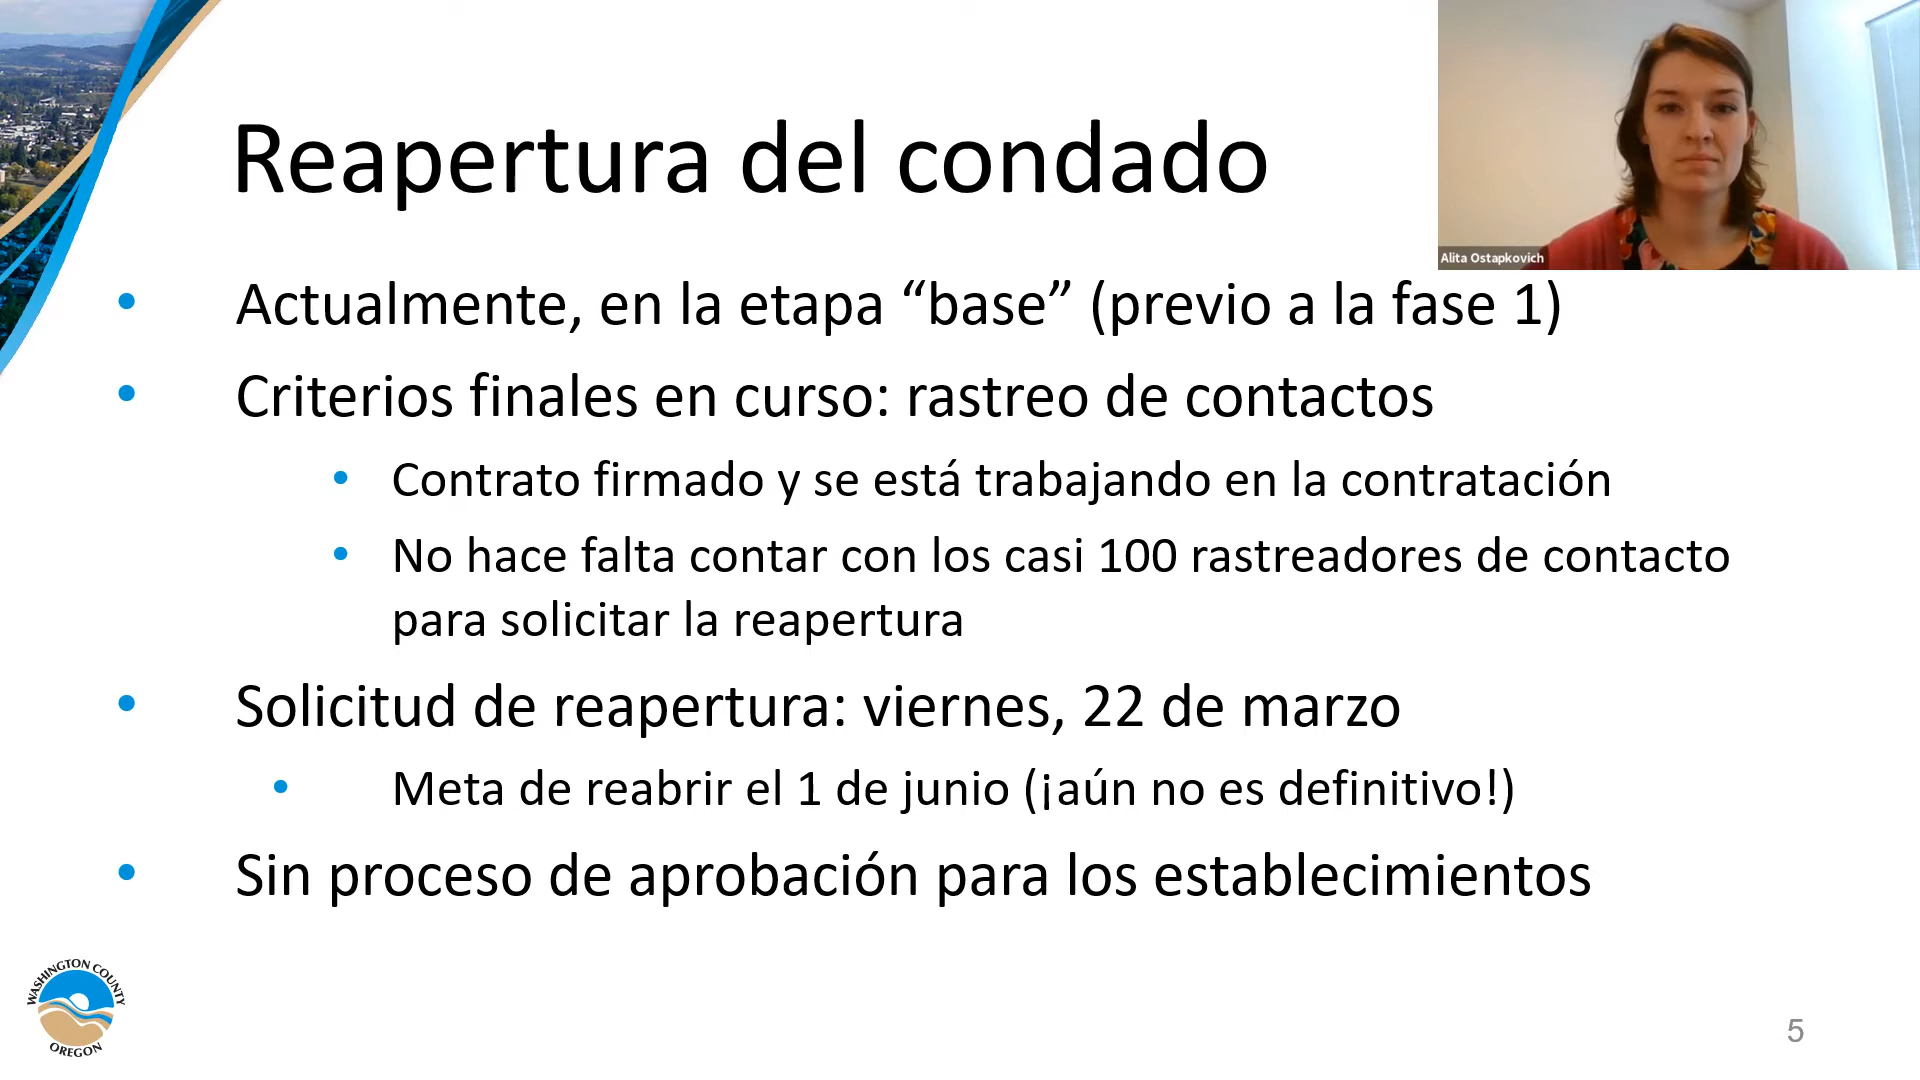 Reapertura del condado
Alita Ostapkovich
• Actualmente, en la etapa “base” (previo a la fase 1)
• Criterios finales en curso: rastreo de contactos
• Contrato firmado y se está trabajando en la contratación
• No hace falta contar con los casi 100 rastreadores de contacto
para solicitar la reapertura
• Solicitud de reapertura: viernes, 22 de marzo
• Meta de reabrir el 1 de junio (¡aún no es definitivo!)
• Sin proceso de aprobación para los establecimientos
WASHINGTON COUNTY
OREGON
5